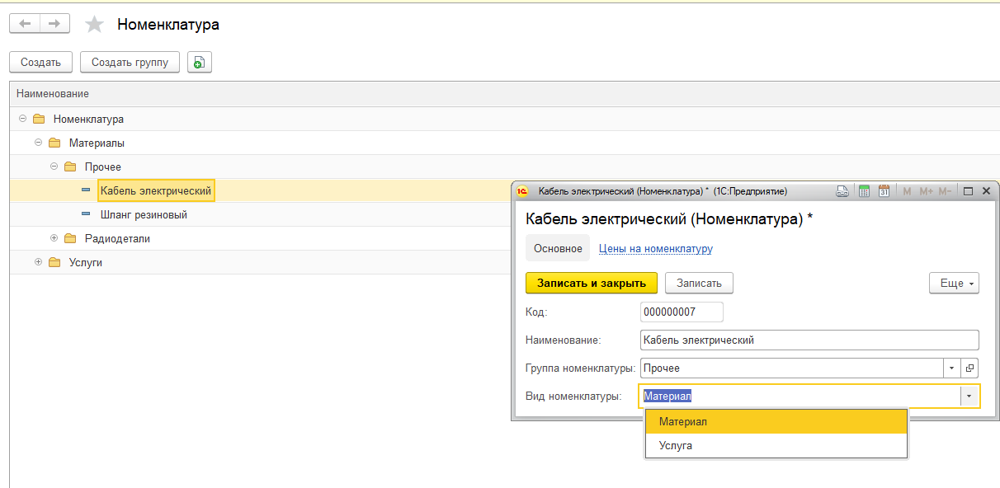 Номенклатура
Создать Создать группу
Наименование
Номенклатура
Материалы
Прочее
Кабель электрический
Шланг резиновый
Радиодетали
Услуги
1С Кабель электрический (Номенклатура) * (1С:Предприятие) 31 M M+ M-
Кабель электрический (Номенклатура) *
Основное Цены на номенклатуру
Записать и закрыть Записать Еще
Код: 000000007
Наименование: Кабель электрический
Группа номенклатуры: Прочее
Вид номенклатуры: Материал
Материал
Услуга